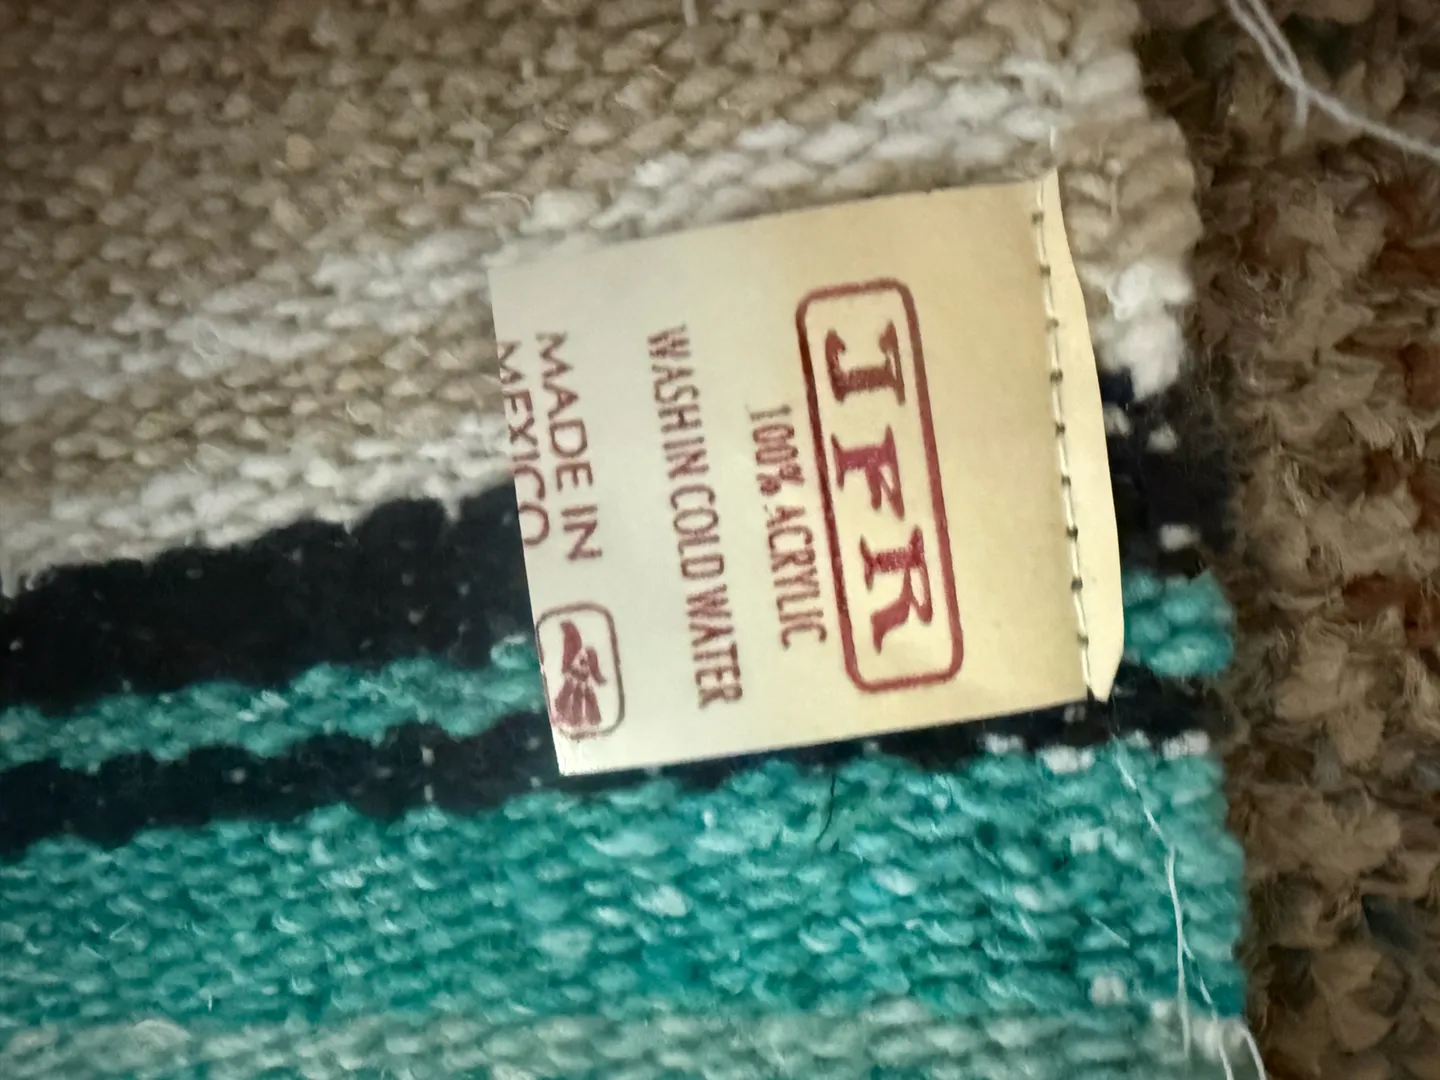 JFR
100% ACRYLIC
WASH IN COLD WATER
MADE IN
MEXICO